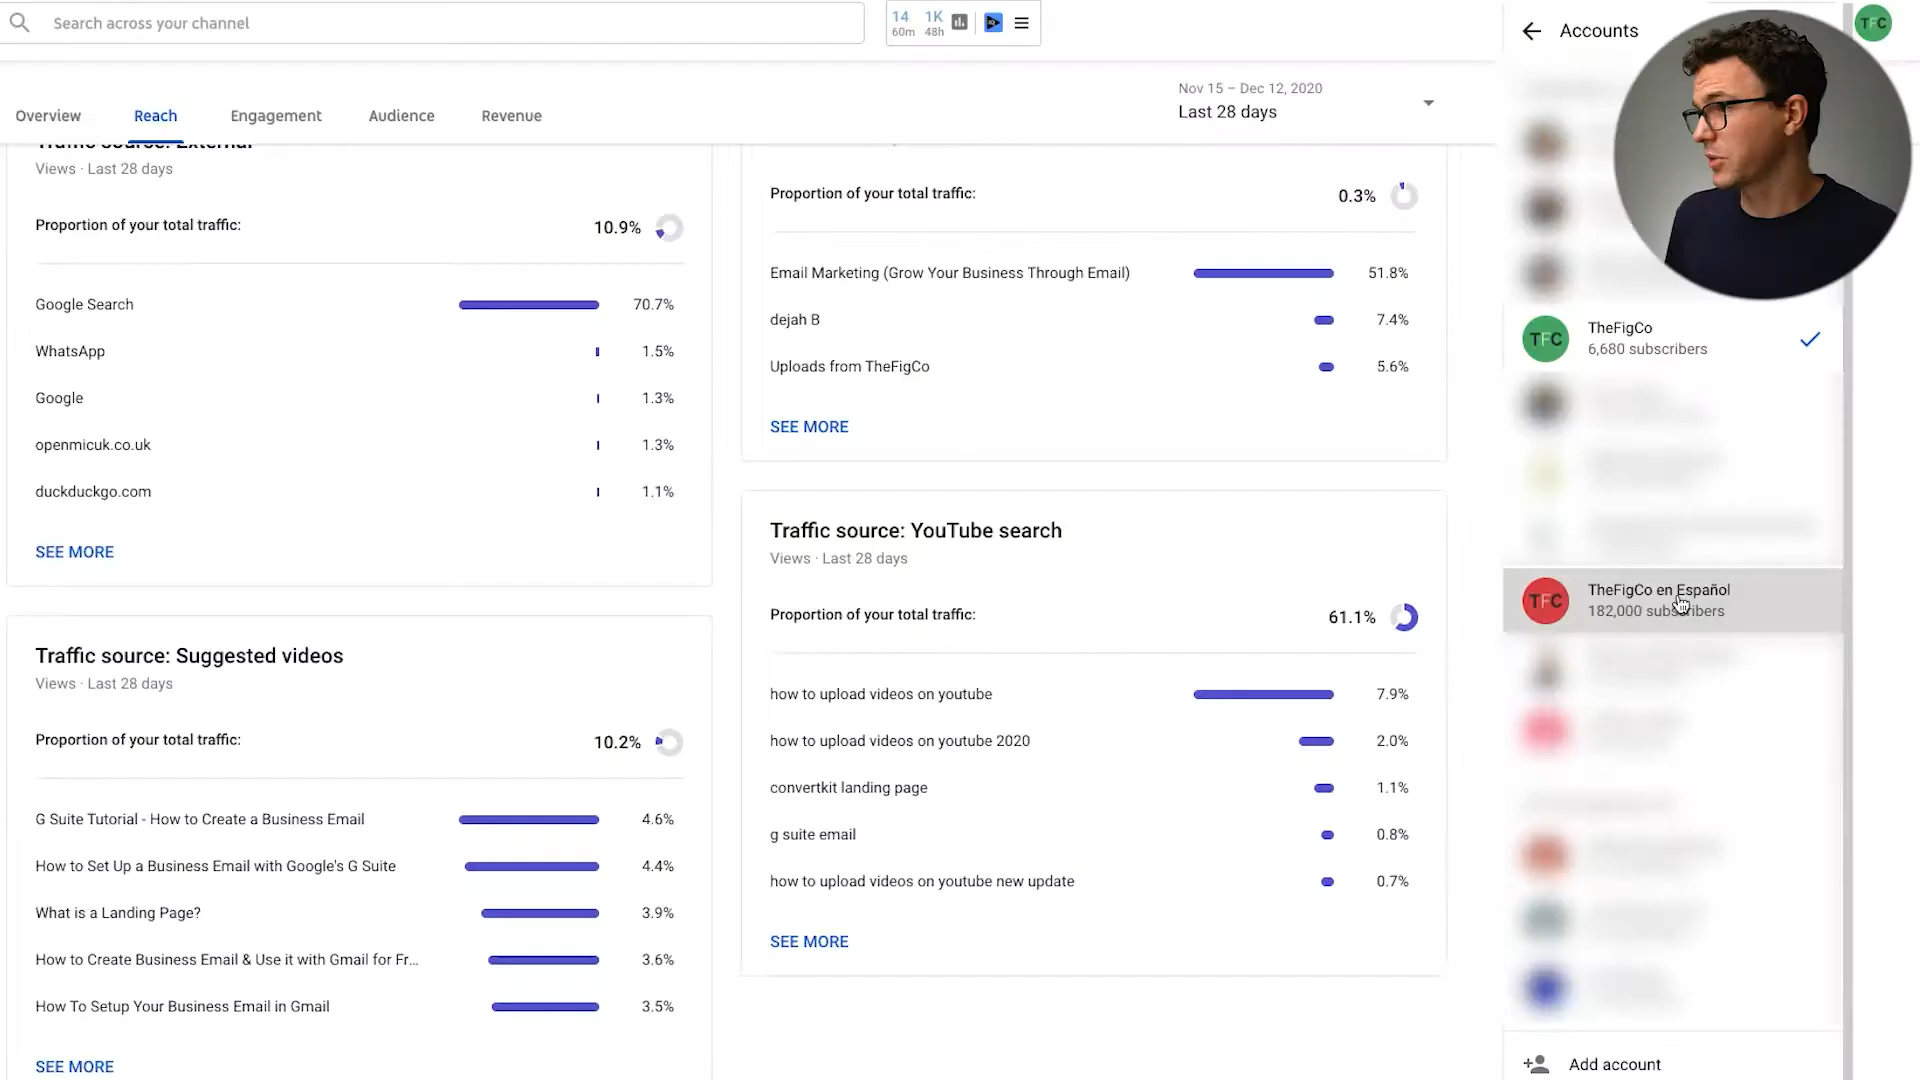 Search across your channel
14 1K
60m 48h
Accounts
TFC
Overview Reach Engagement Audience Revenue
Nov 15 – Dec 12, 2020
Last 28 days
Traffic source: External
Views · Last 28 days
Proportion of your total traffic: 10.9%
Google Search 70.7%
WhatsApp 1.5%
Google 1.3%
openmicuk.co.uk 1.3%
duckduckgo.com 1.1%
SEE MORE
Traffic source: Suggested videos
Views · Last 28 days
Proportion of your total traffic: 10.2%
G Suite Tutorial - How to Create a Business Email 4.6%
How to Set Up a Business Email with Google's G Suite 4.4%
What is a Landing Page? 3.9%
How to Create Business Email & Use it with Gmail for Fr... 3.6%
How To Setup Your Business Email in Gmail 3.5%
SEE MORE
Proportion of your total traffic: 0.3%
Email Marketing (Grow Your Business Through Email) 51.8%
dejah B 7.4%
Uploads from TheFigCo 5.6%
SEE MORE
Traffic source: YouTube search
Views · Last 28 days
Proportion of your total traffic: 61.1%
how to upload videos on youtube 7.9%
how to upload videos on youtube 2020 2.0%
convertkit landing page 1.1%
g suite email 0.8%
how to upload videos on youtube new update 0.7%
SEE MORE
TFC
TheFigCo
6,680 subscribers
TFC
TheFigCo en Español
182,000 subscribers
Add account